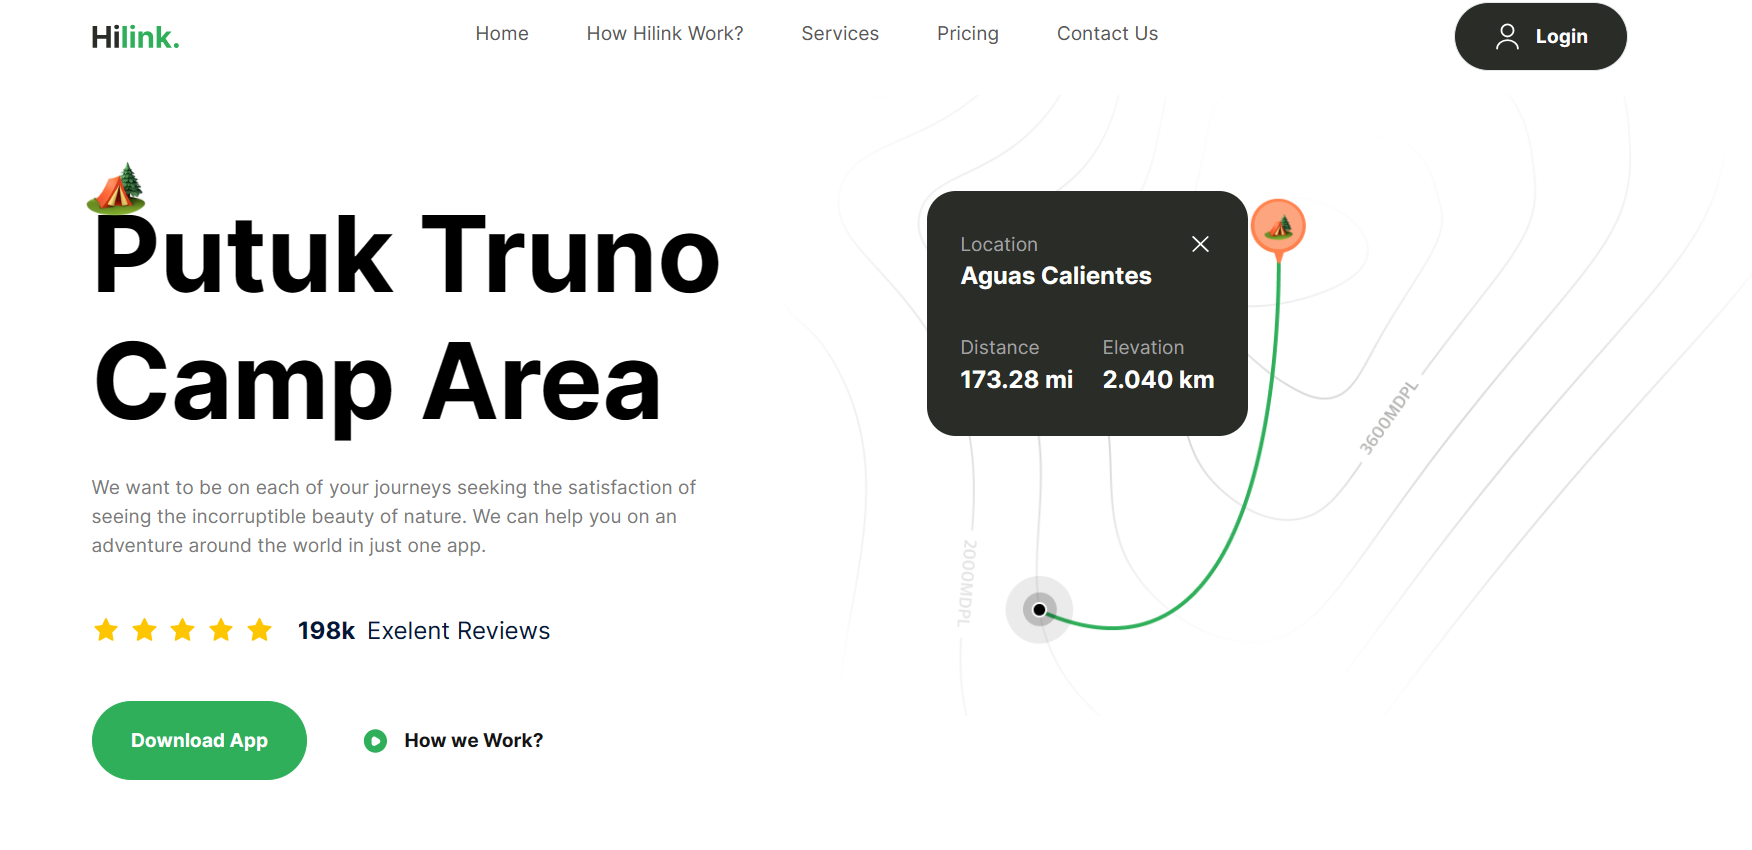 Hilink.
Home
How Hilink Work?
Services
Pricing
Contact Us
Login
Putuk Truno
Camp Area
We want to be on each of your journeys seeking the satisfaction of
seeing the incorruptible beauty of nature. We can help you on an
adventure around the world in just one app.
198k Exelent Reviews
Download App
How we Work?
Location
Aguas Calientes
Distance
173.28 mi
Elevation
2.040 km
3600MDPL
2000MDPL